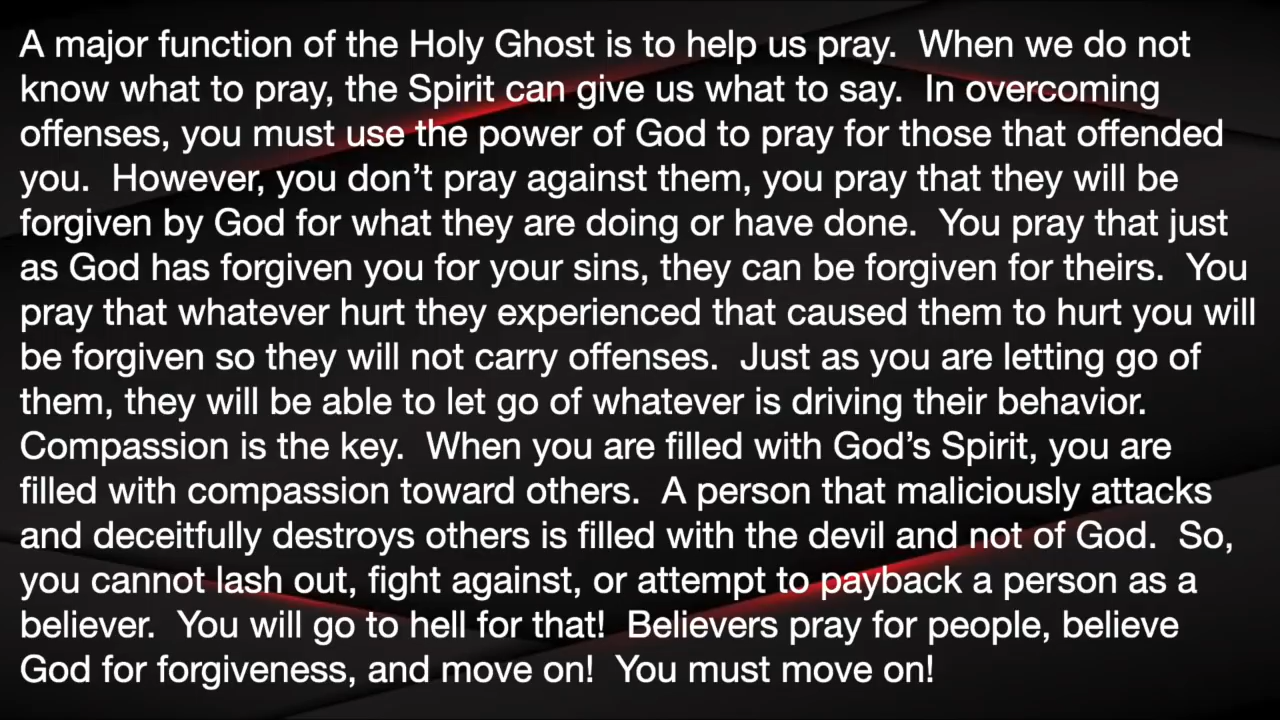 A major function of the Holy Ghost is to help us pray.  When we do not
know what to pray, the Spirit can give us what to say.  In overcoming
offenses, you must use the power of God to pray for those that offended
you.  However, you don’t pray against them, you pray that they will be
forgiven by God for what they are doing or have done.  You pray that just
as God has forgiven you for your sins, they can be forgiven for theirs.  You
pray that whatever hurt they experienced that caused them to hurt you will
be forgiven so they will not carry offenses.  Just as you are letting go of
them, they will be able to let go of whatever is driving their behavior.
Compassion is the key.  When you are filled with God’s Spirit, you are
filled with compassion toward others.  A person that maliciously attacks
and deceitfully destroys others is filled with the devil and not of God.  So,
you cannot lash out, fight against, or attempt to payback a person as a
believer.  You will go to hell for that!  Believers pray for people, believe
God for forgiveness, and move on!  You must move on!